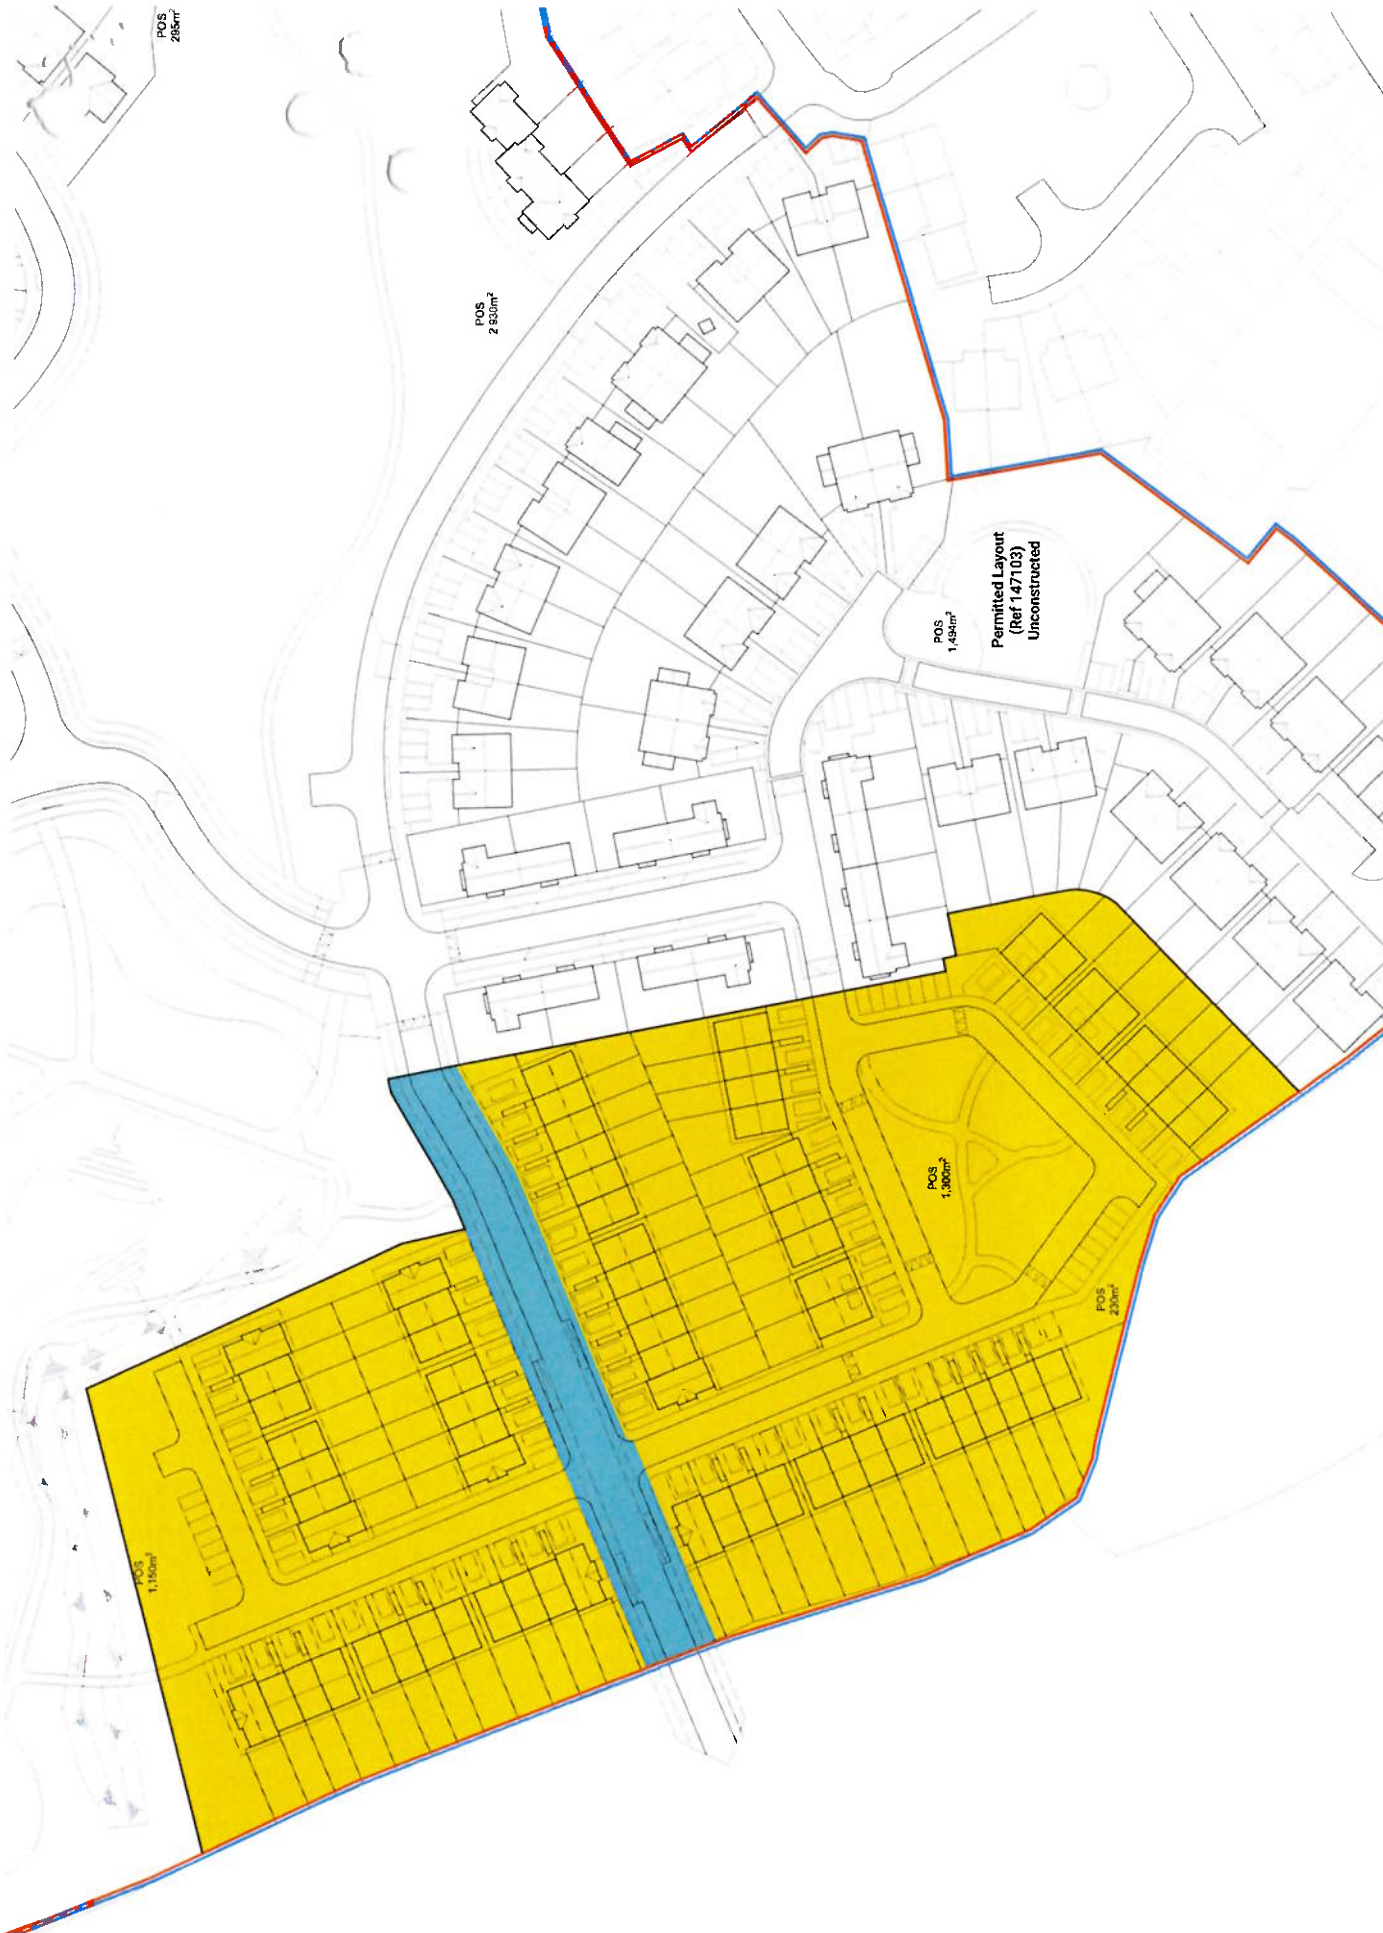 POS
295m²
POS
2 930m²
Permitted Layout
(Ref 147103)
Unconstructed
POS
1,494m²
POS
1,300m²
POS
230m²
POS
1,150m²